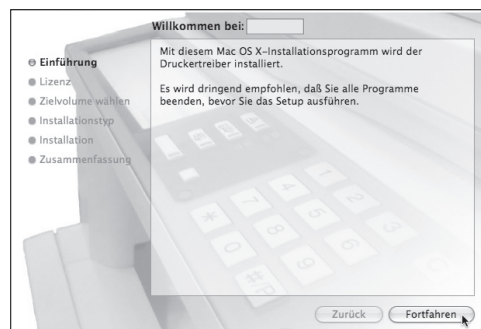 Willkommen bei:
Einführung
Lizenz
Zielvolume wählen
Installationstyp
Installation
Zusammenfassung
Mit diesem Mac OS X-Installationsprogramm wird der
Druckertreiber installiert.
Es wird dringend empfohlen, daß Sie alle Programme
beenden, bevor Sie das Setup ausführen.
Zurück
Fortfahren